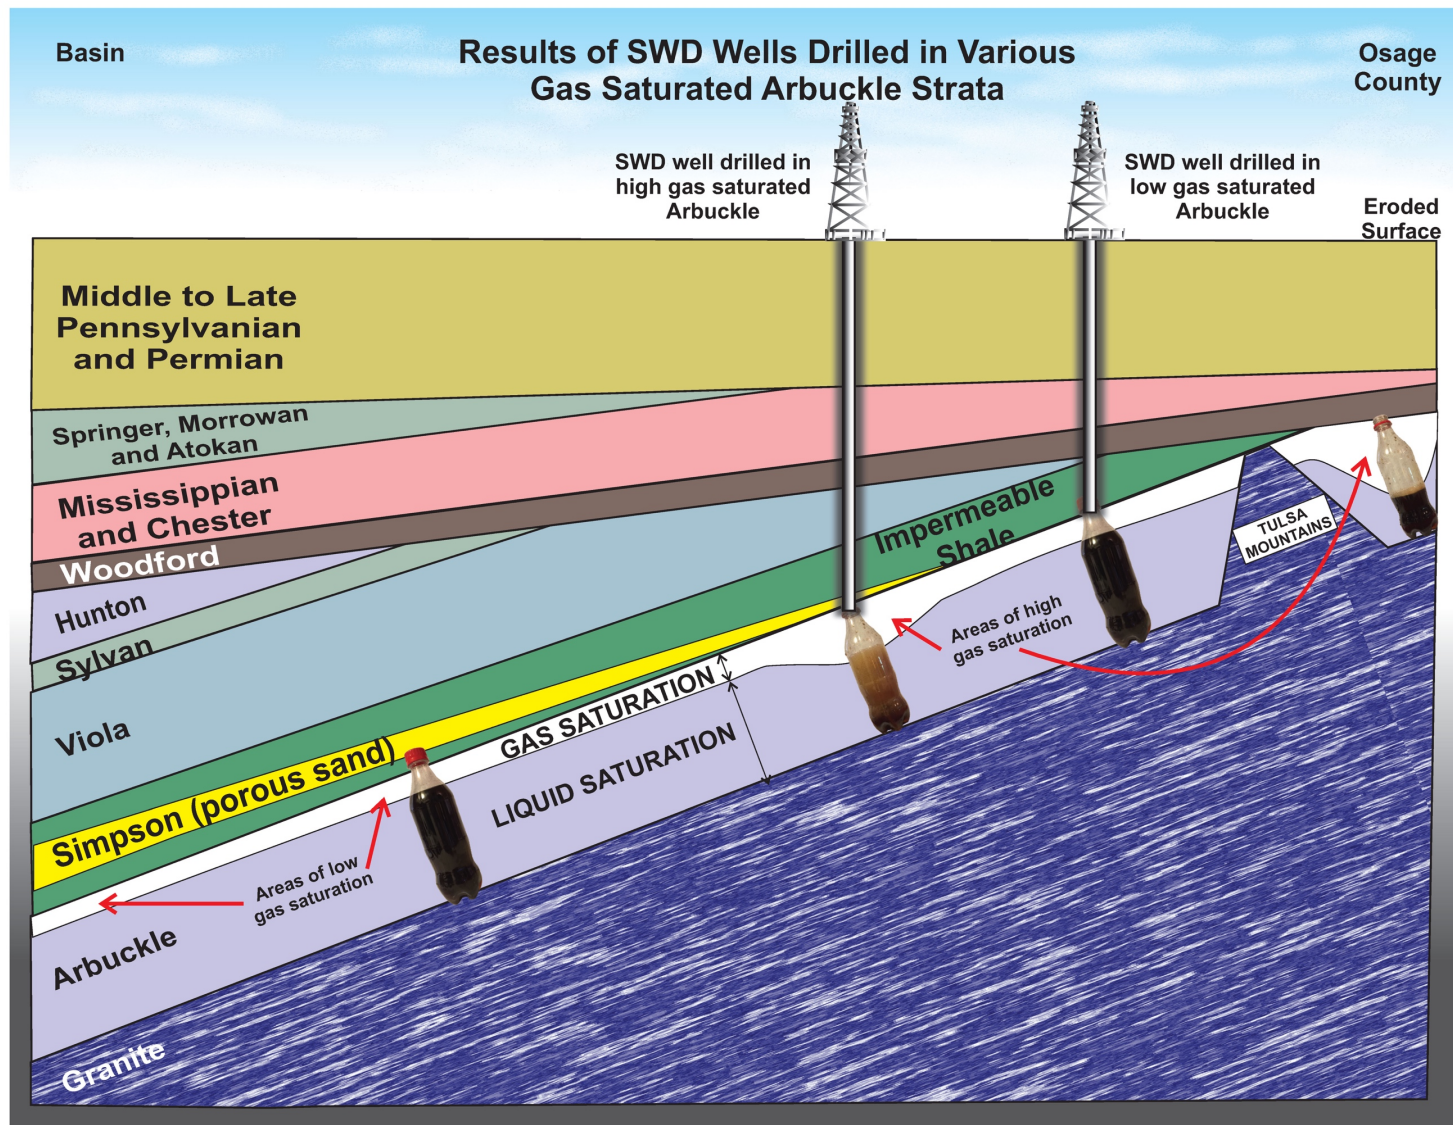 Basin
Results of SWD Wells Drilled in Various
Gas Saturated Arbuckle Strata
Osage
County
SWD well drilled in
high gas saturated
Arbuckle
SWD well drilled in
low gas saturated
Arbuckle
Eroded
Surface
Middle to Late
Pennsylvanian
and Permian
Springer, Morrowan
and Atokan
Mississippian
and Chester
Woodford
Hunton
Sylvan
Viola
Impermeable
Shale
TULSA
MOUNTAINS
Areas of high
gas saturation
Simpson (porous sand)
GAS SATURATION
LIQUID SATURATION
Areas of low
gas saturation
Arbuckle
Granite